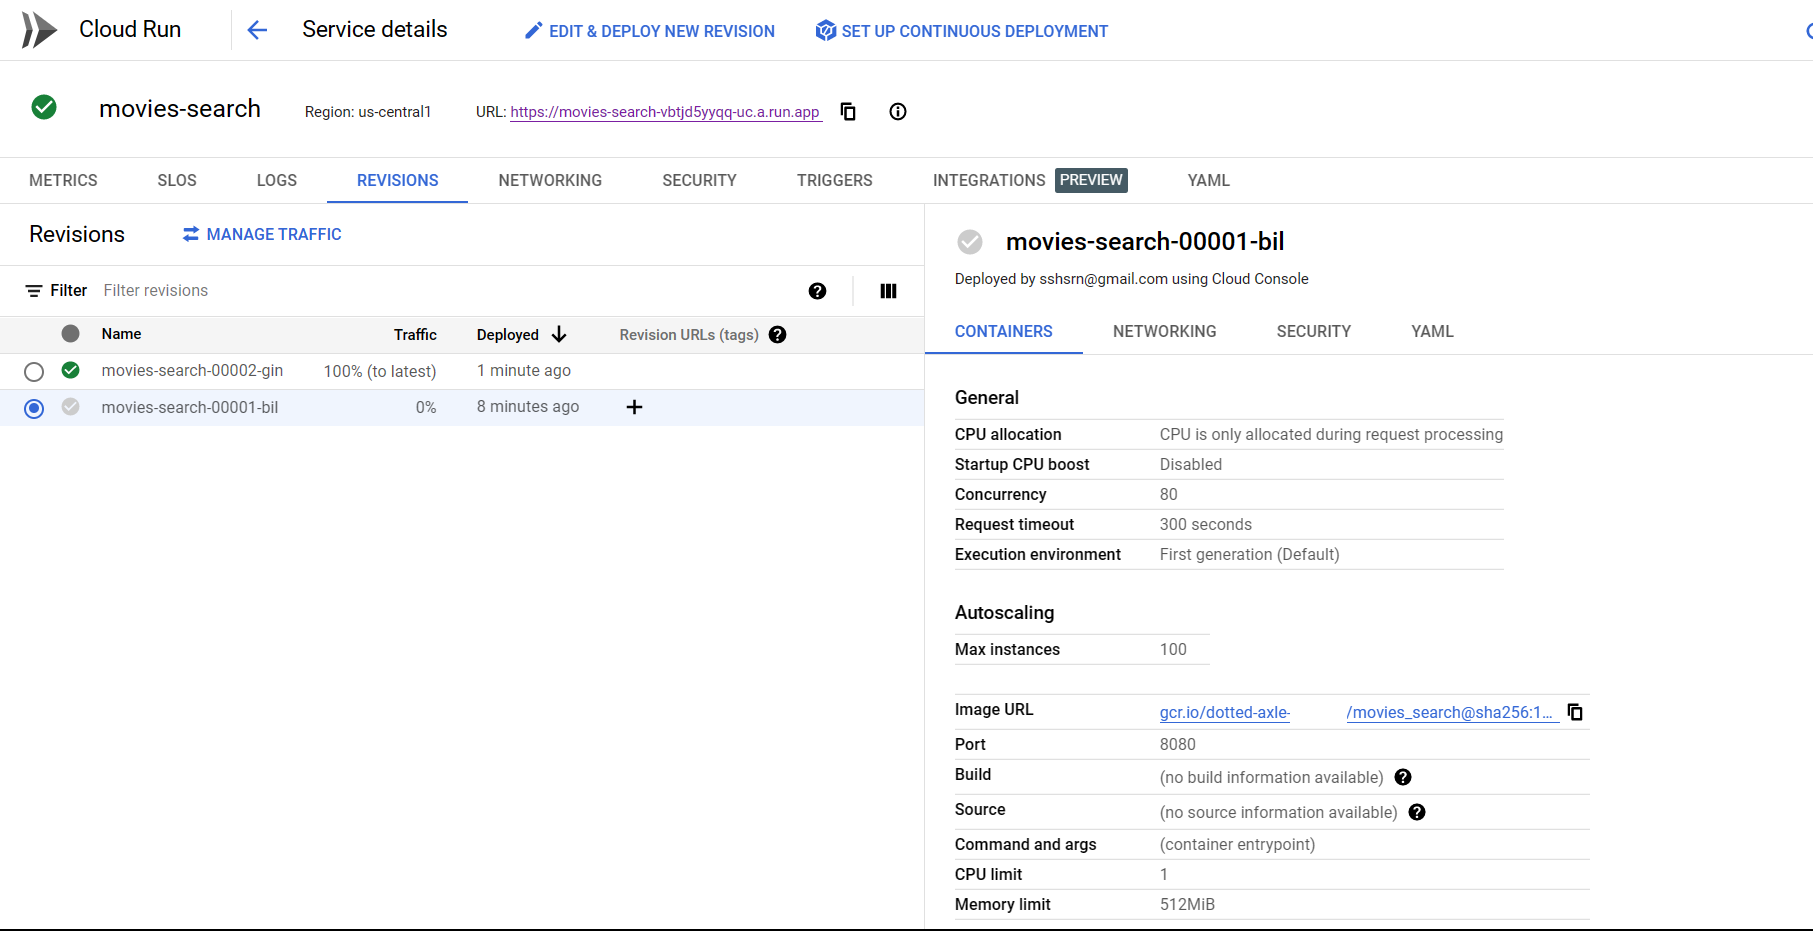 Cloud Run
Service details
EDIT & DEPLOY NEW REVISION
SET UP CONTINUOUS DEPLOYMENT
movies-search
Region: us-central1
URL: https://movies-search-vbtjd5yyqq-uc.a.run.app
METRICS SLOS LOGS REVISIONS NETWORKING SECURITY TRIGGERS INTEGRATIONS PREVIEW YAML
Revisions
MANAGE TRAFFIC
Filter Filter revisions
Name Traffic Deployed Revision URLs (tags)
movies-search-00002-gin 100% (to latest) 1 minute ago
movies-search-00001-bil 0% 8 minutes ago
movies-search-00001-bil
Deployed by sshsrn@gmail.com using Cloud Console
CONTAINERS NETWORKING SECURITY YAML
General
CPU allocation CPU is only allocated during request processing
Startup CPU boost Disabled
Concurrency 80
Request timeout 300 seconds
Execution environment First generation (Default)
Autoscaling
Max instances 100
Image URL gcr.io/dotted-axle- /movies_search@sha256:1...
Port 8080
Build (no build information available)
Source (no source information available)
Command and args (container entrypoint)
CPU limit 1
Memory limit 512MiB